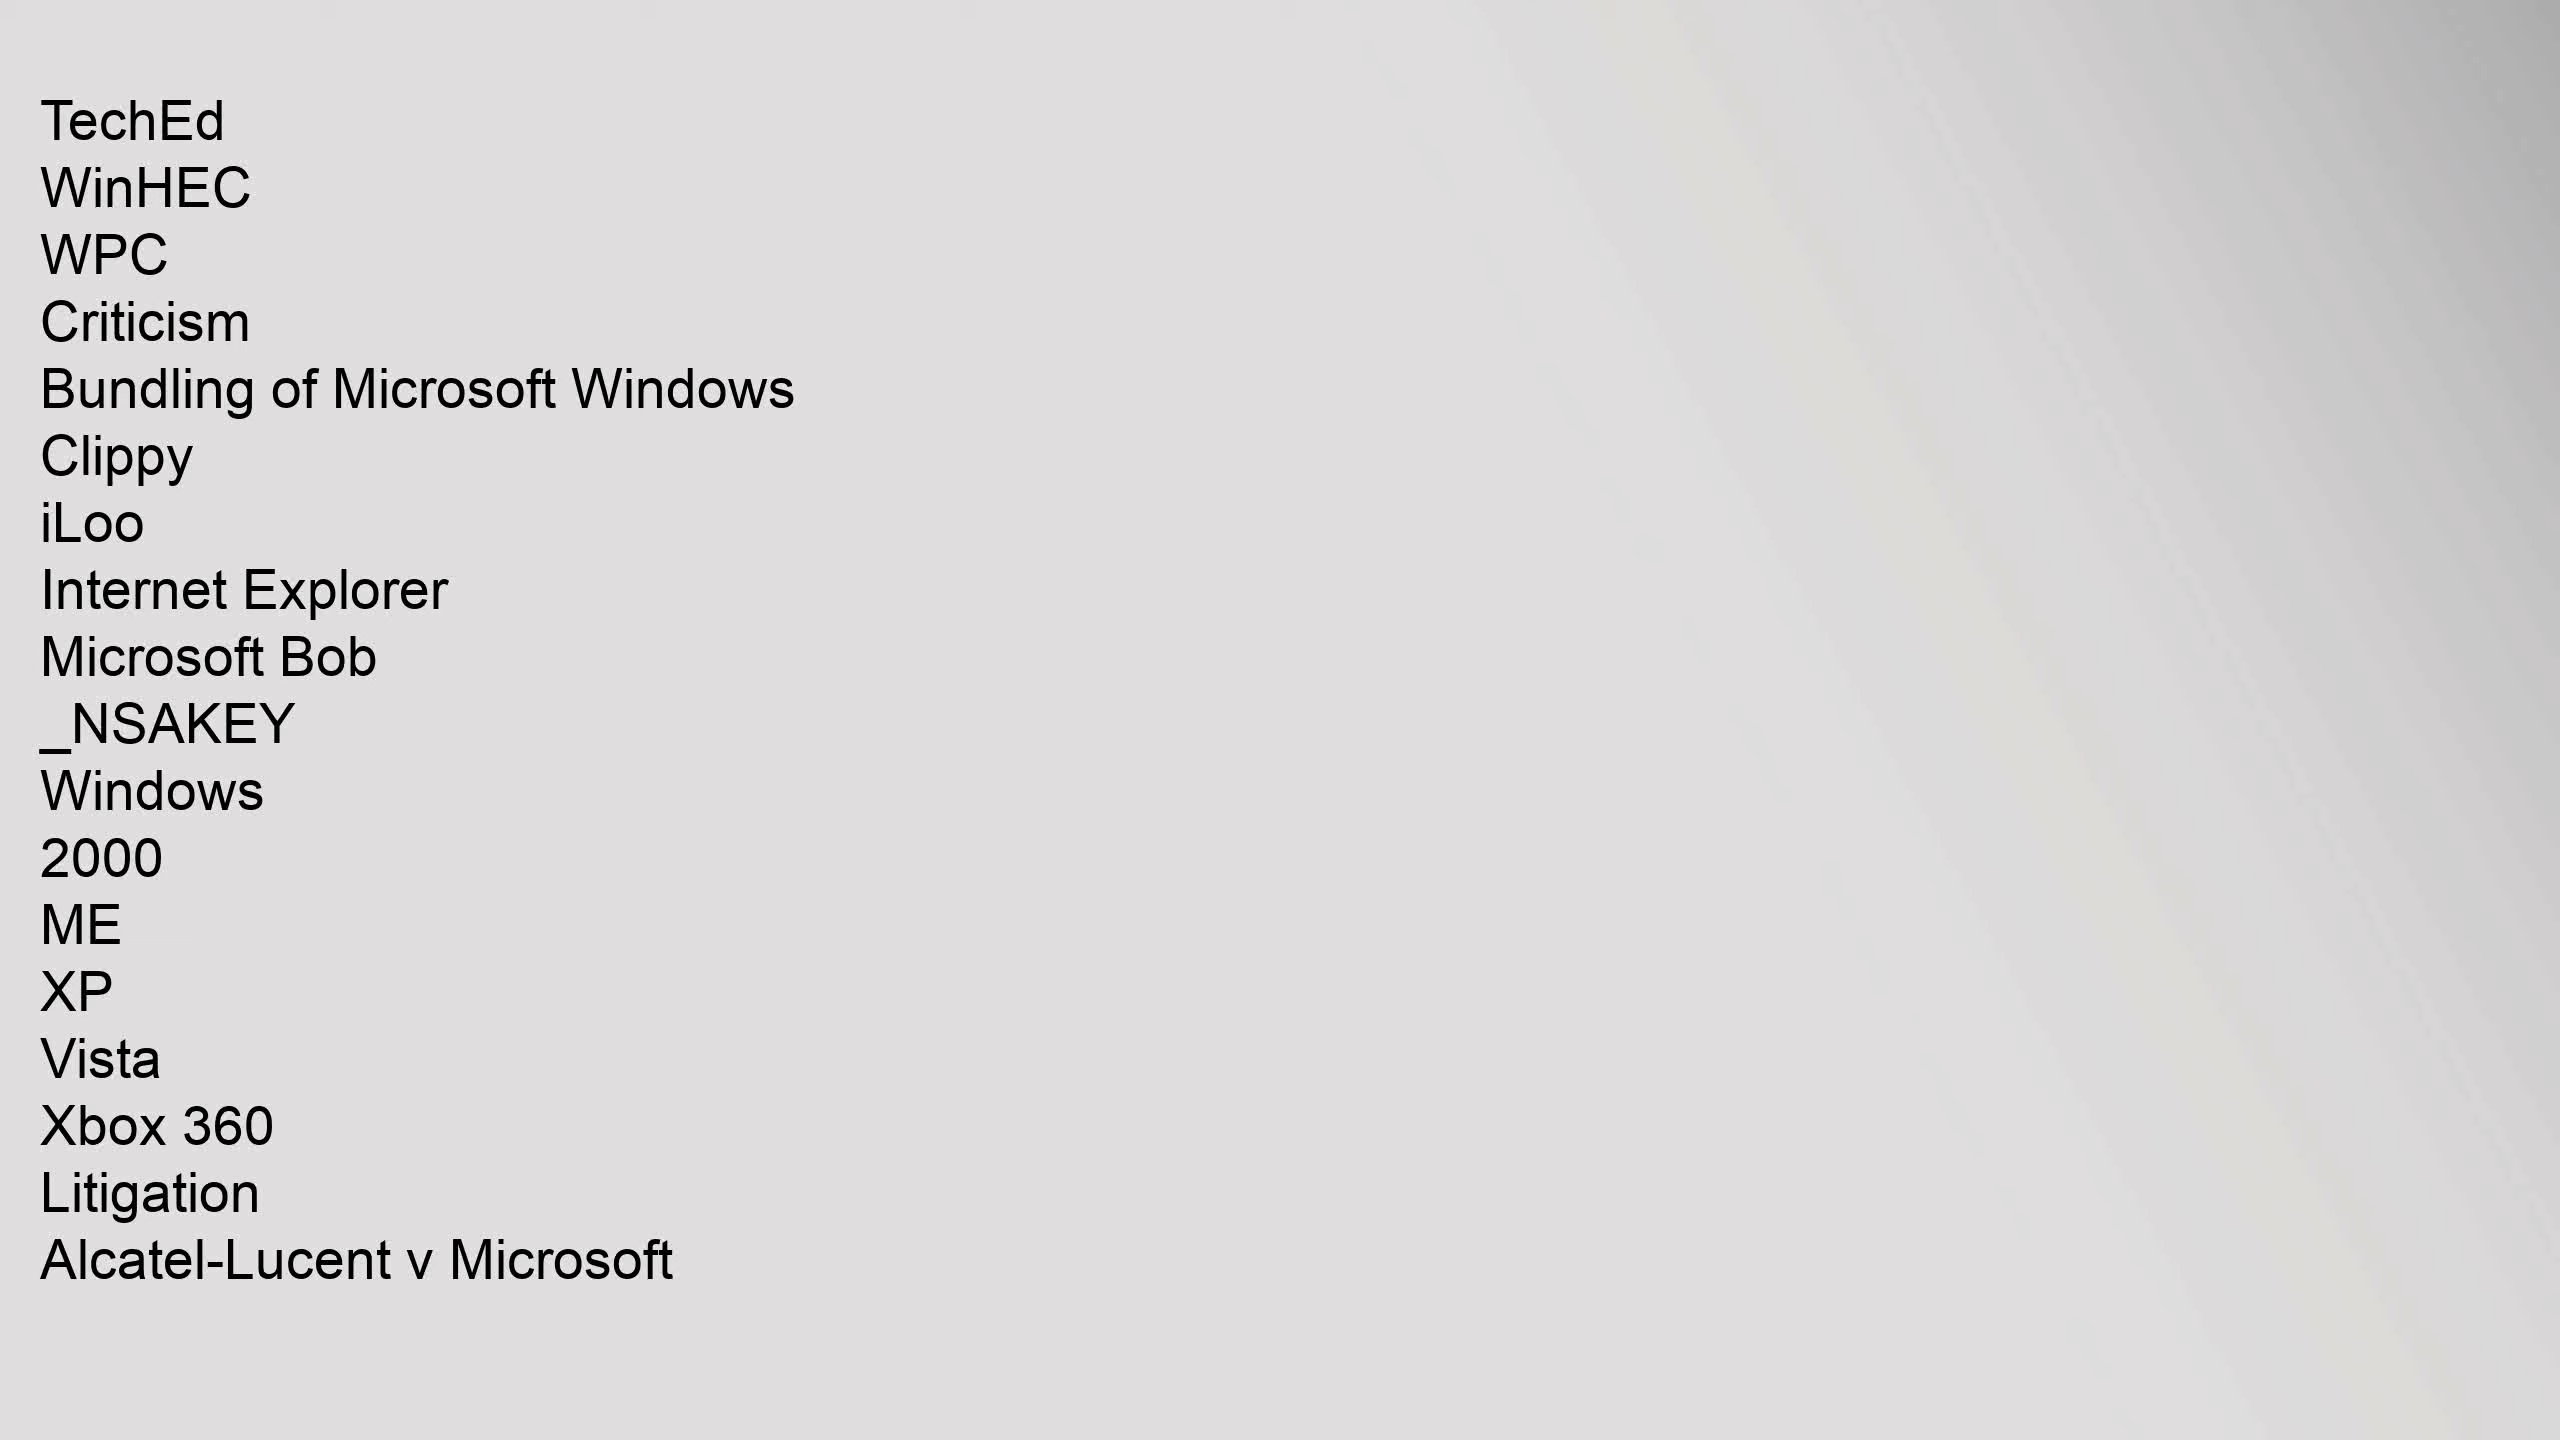 TechEd
WinHEC
WPC
Criticism
Bundling of Microsoft Windows
Clippy
iLoo
Internet Explorer
Microsoft Bob
_NSAKEY
Windows
2000
ME
XP
Vista
Xbox 360
Litigation
Alcatel-Lucent v Microsoft